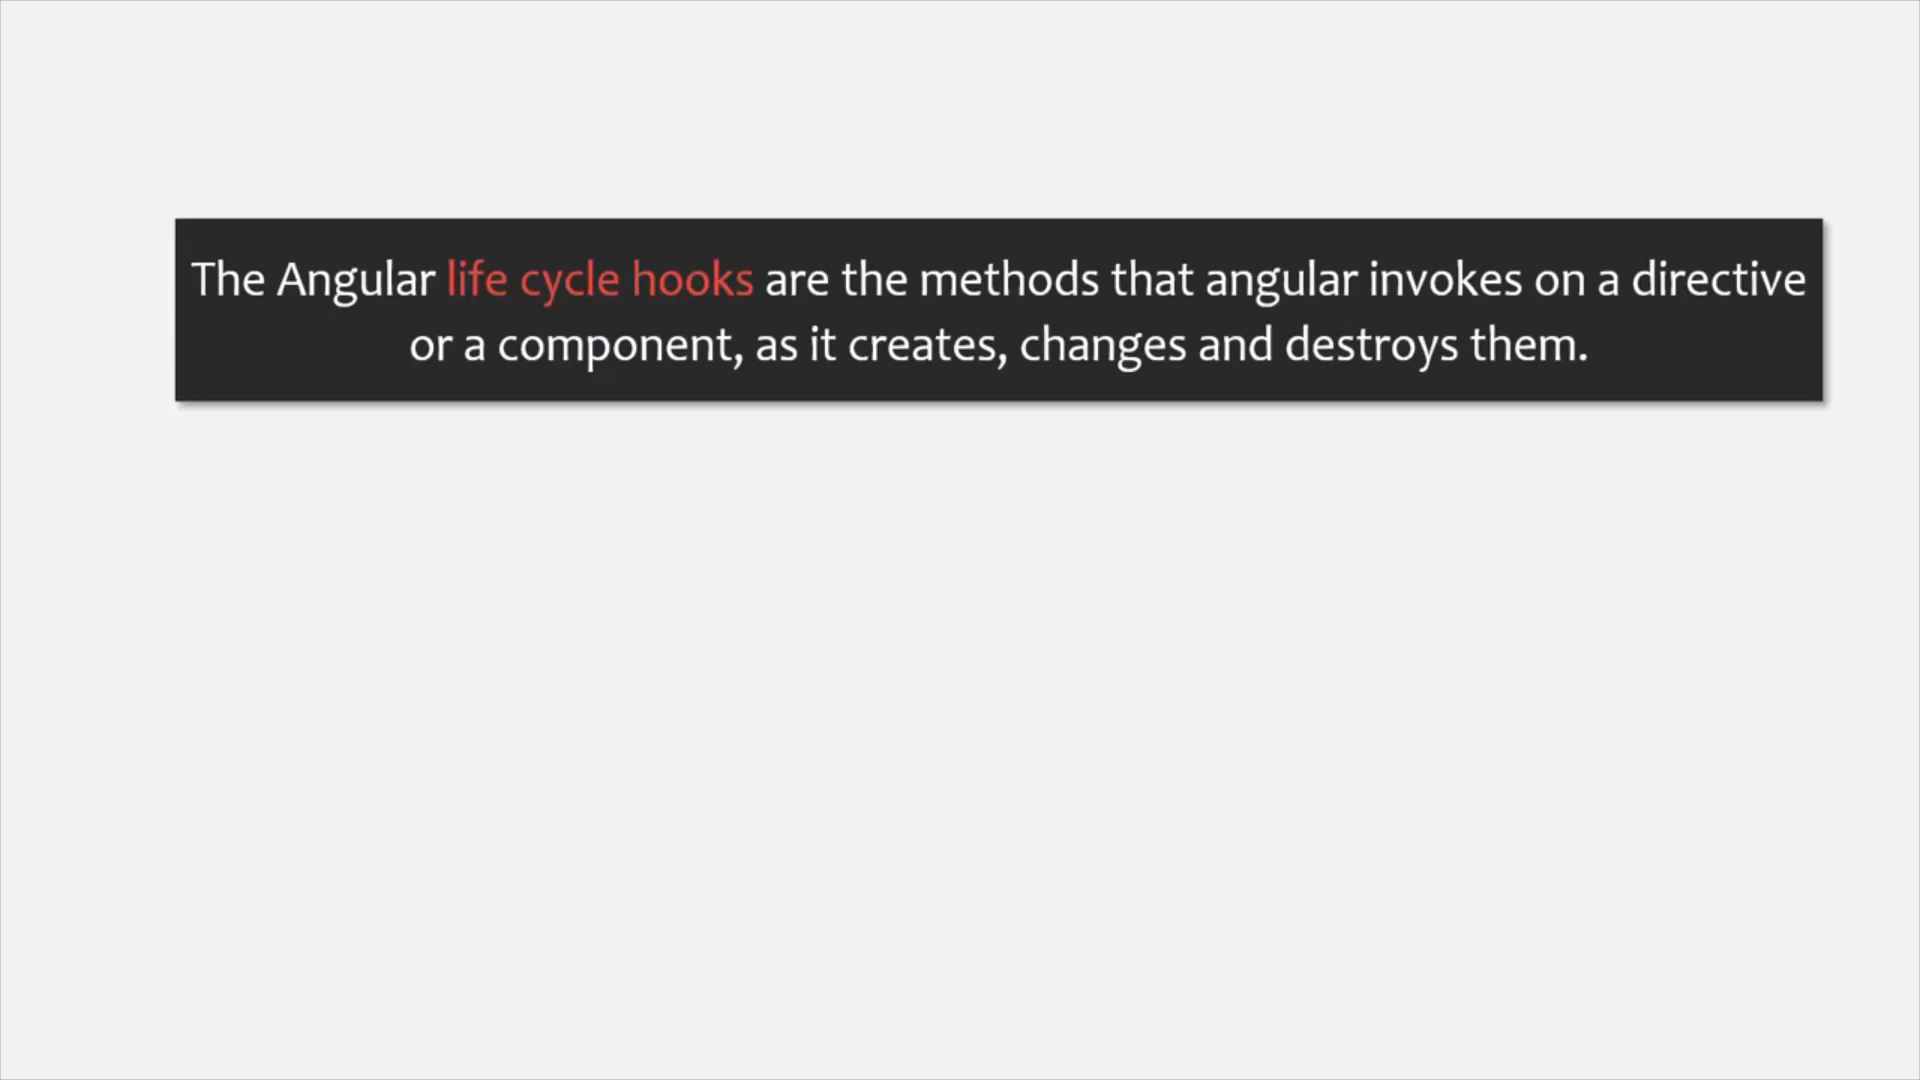 The Angular life cycle hooks are the methods that angular invokes on a directive
or a component, as it creates, changes and destroys them.